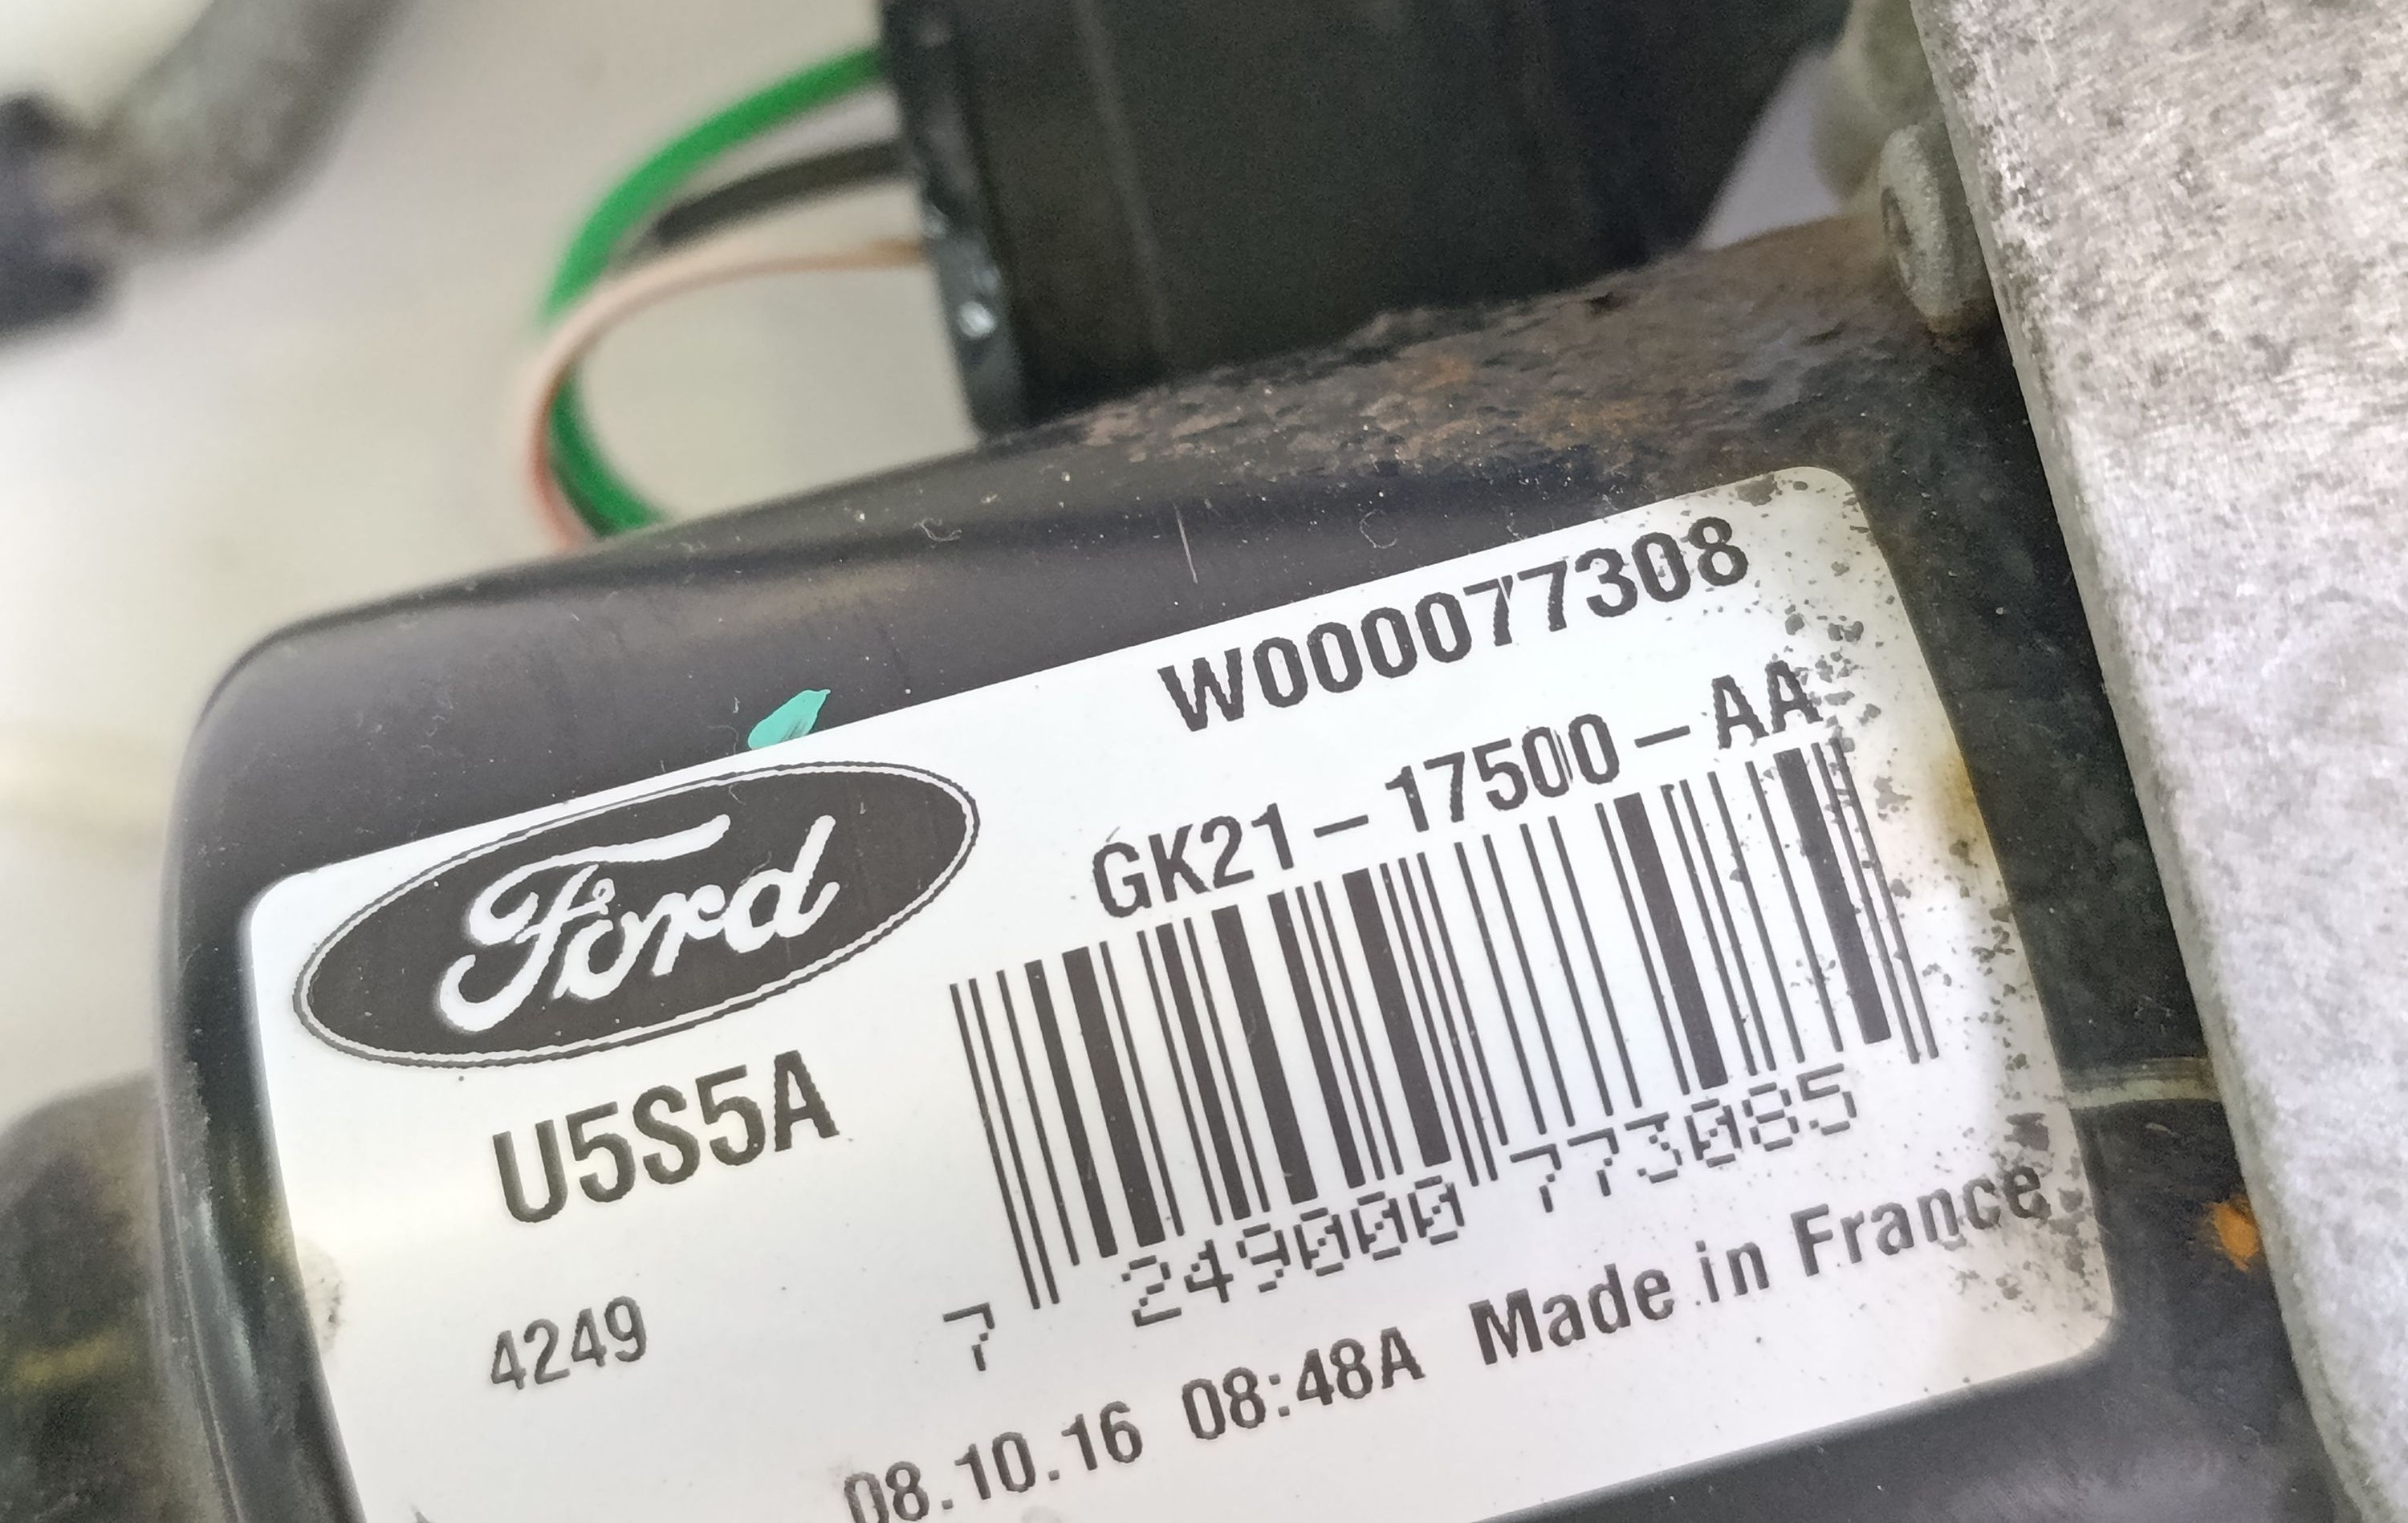 W000077308
GK21-17500-AA
Ford
U5S5A
7 249000 773085
4249
08.10.16 08:48A Made in France